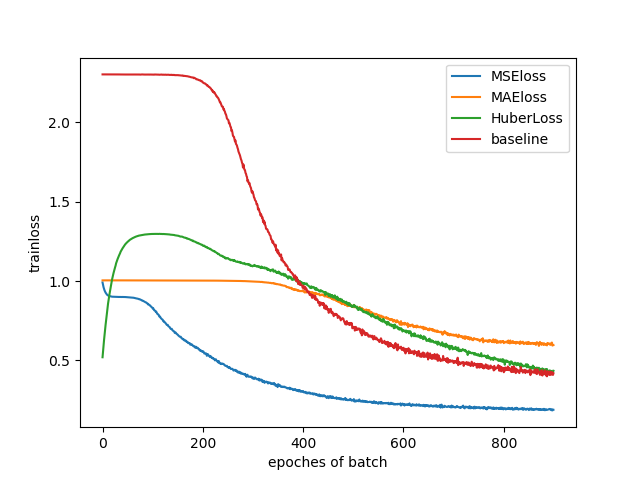 MSEloss
MAEloss
HuberLoss
baseline
2.0
1.5
1.0
0.5
trainloss
0 200 400 600 800
epoches of batch